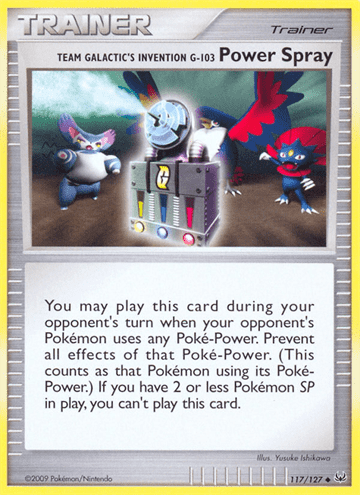 TRAINER
Trainer
TEAM GALACTIC'S INVENTION G-103 Power Spray
G
You may play this card during your
opponent's turn when your opponent's
Pokémon uses any Poké-Power. Prevent
all effects of that Poké-Power. (This
counts as that Pokémon using its Poké-
Power.) If you have 2 or less Pokémon SP
in play, you can't play this card.
Illus. Yusuke Ishikawa
©2009 Pokémon/Nintendo
117/127